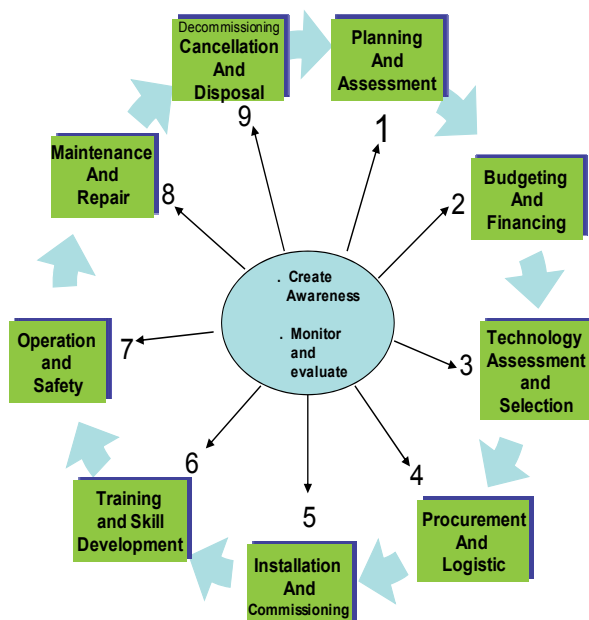 Decommissioning
Cancellation
And
Disposal
9
Planning
And
Assessment
1
Budgeting
And
Financing
2
Technology
Assessment
and
Selection
3
Procurement
And
Logistic
4
Installation
And
Commissioning
5
Training
and Skill
Development
6
Operation
and
Safety
7
Maintenance
And
Repair
8
. Create
Awareness
. Monitor
and
evaluate